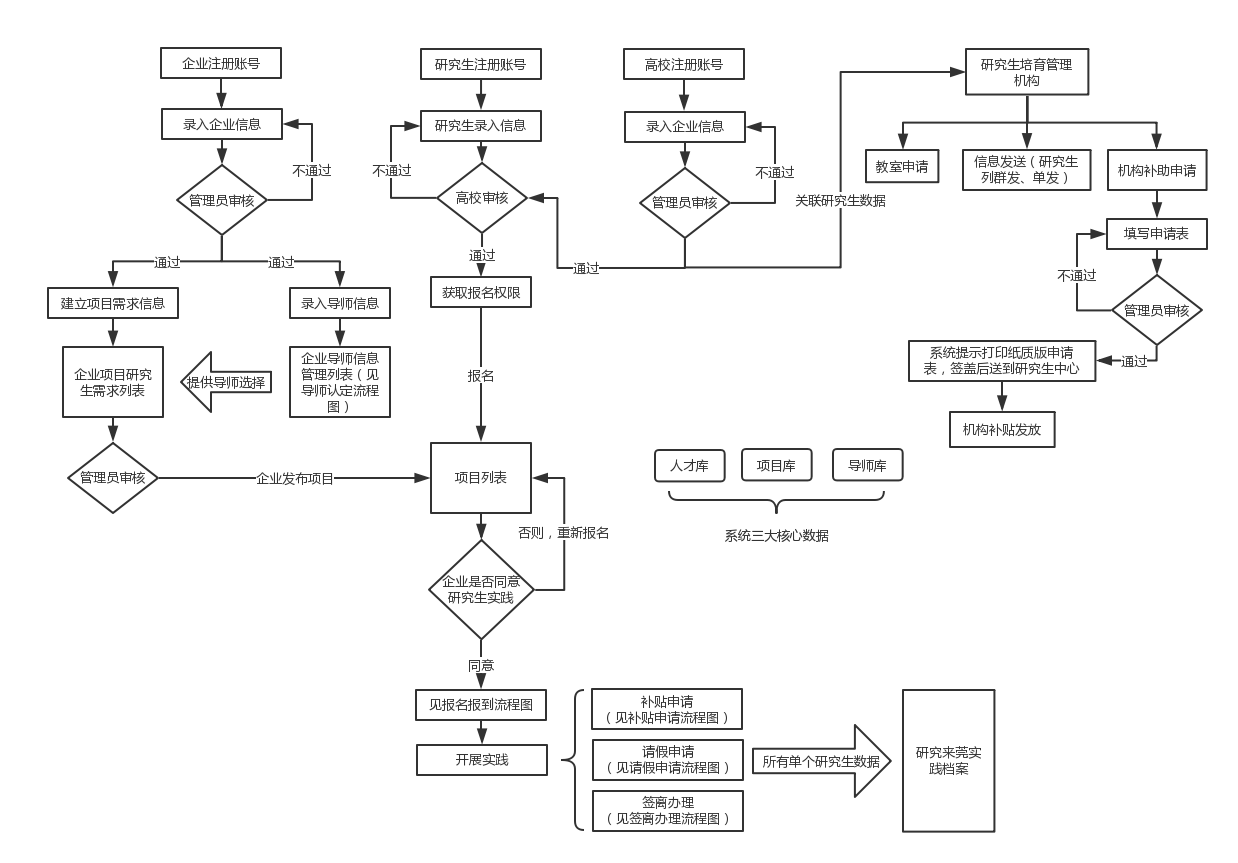 企业注册账号
研究生注册账号
高校注册账号
研究生培育管理
机构
录入企业信息
研究生录入信息
录入企业信息
不通过
不通过
不通过
教室申请
信息发送（研究生
列群发、单发）
机构补助申请
管理员审核
高校审核
管理员审核
关联研究生数据
填写申请表
通过
通过
通过
通过
不通过
建立项目需求信息
录入导师信息
获取报名权限
管理员审核
企业项目研究
生需求列表
提供导师选择
企业导师信息
管理列表（见
导师认定流程
图）
报名
系统提示打印纸质版申请
表，签盖后送到研究生中心
通过
机构补贴发放
管理员审核
企业发布项目
项目列表
人才库
项目库
导师库
系统三大核心数据
否则，重新报名
企业是否同意
研究生实践
同意
见报名报到流程图
开展实践
补贴申请
（见补贴申请流程图）
请假申请
（见请假申请流程图）
签离办理
（见签离办理流程图）
所有单个研究生数据
研究来莞实
践档案